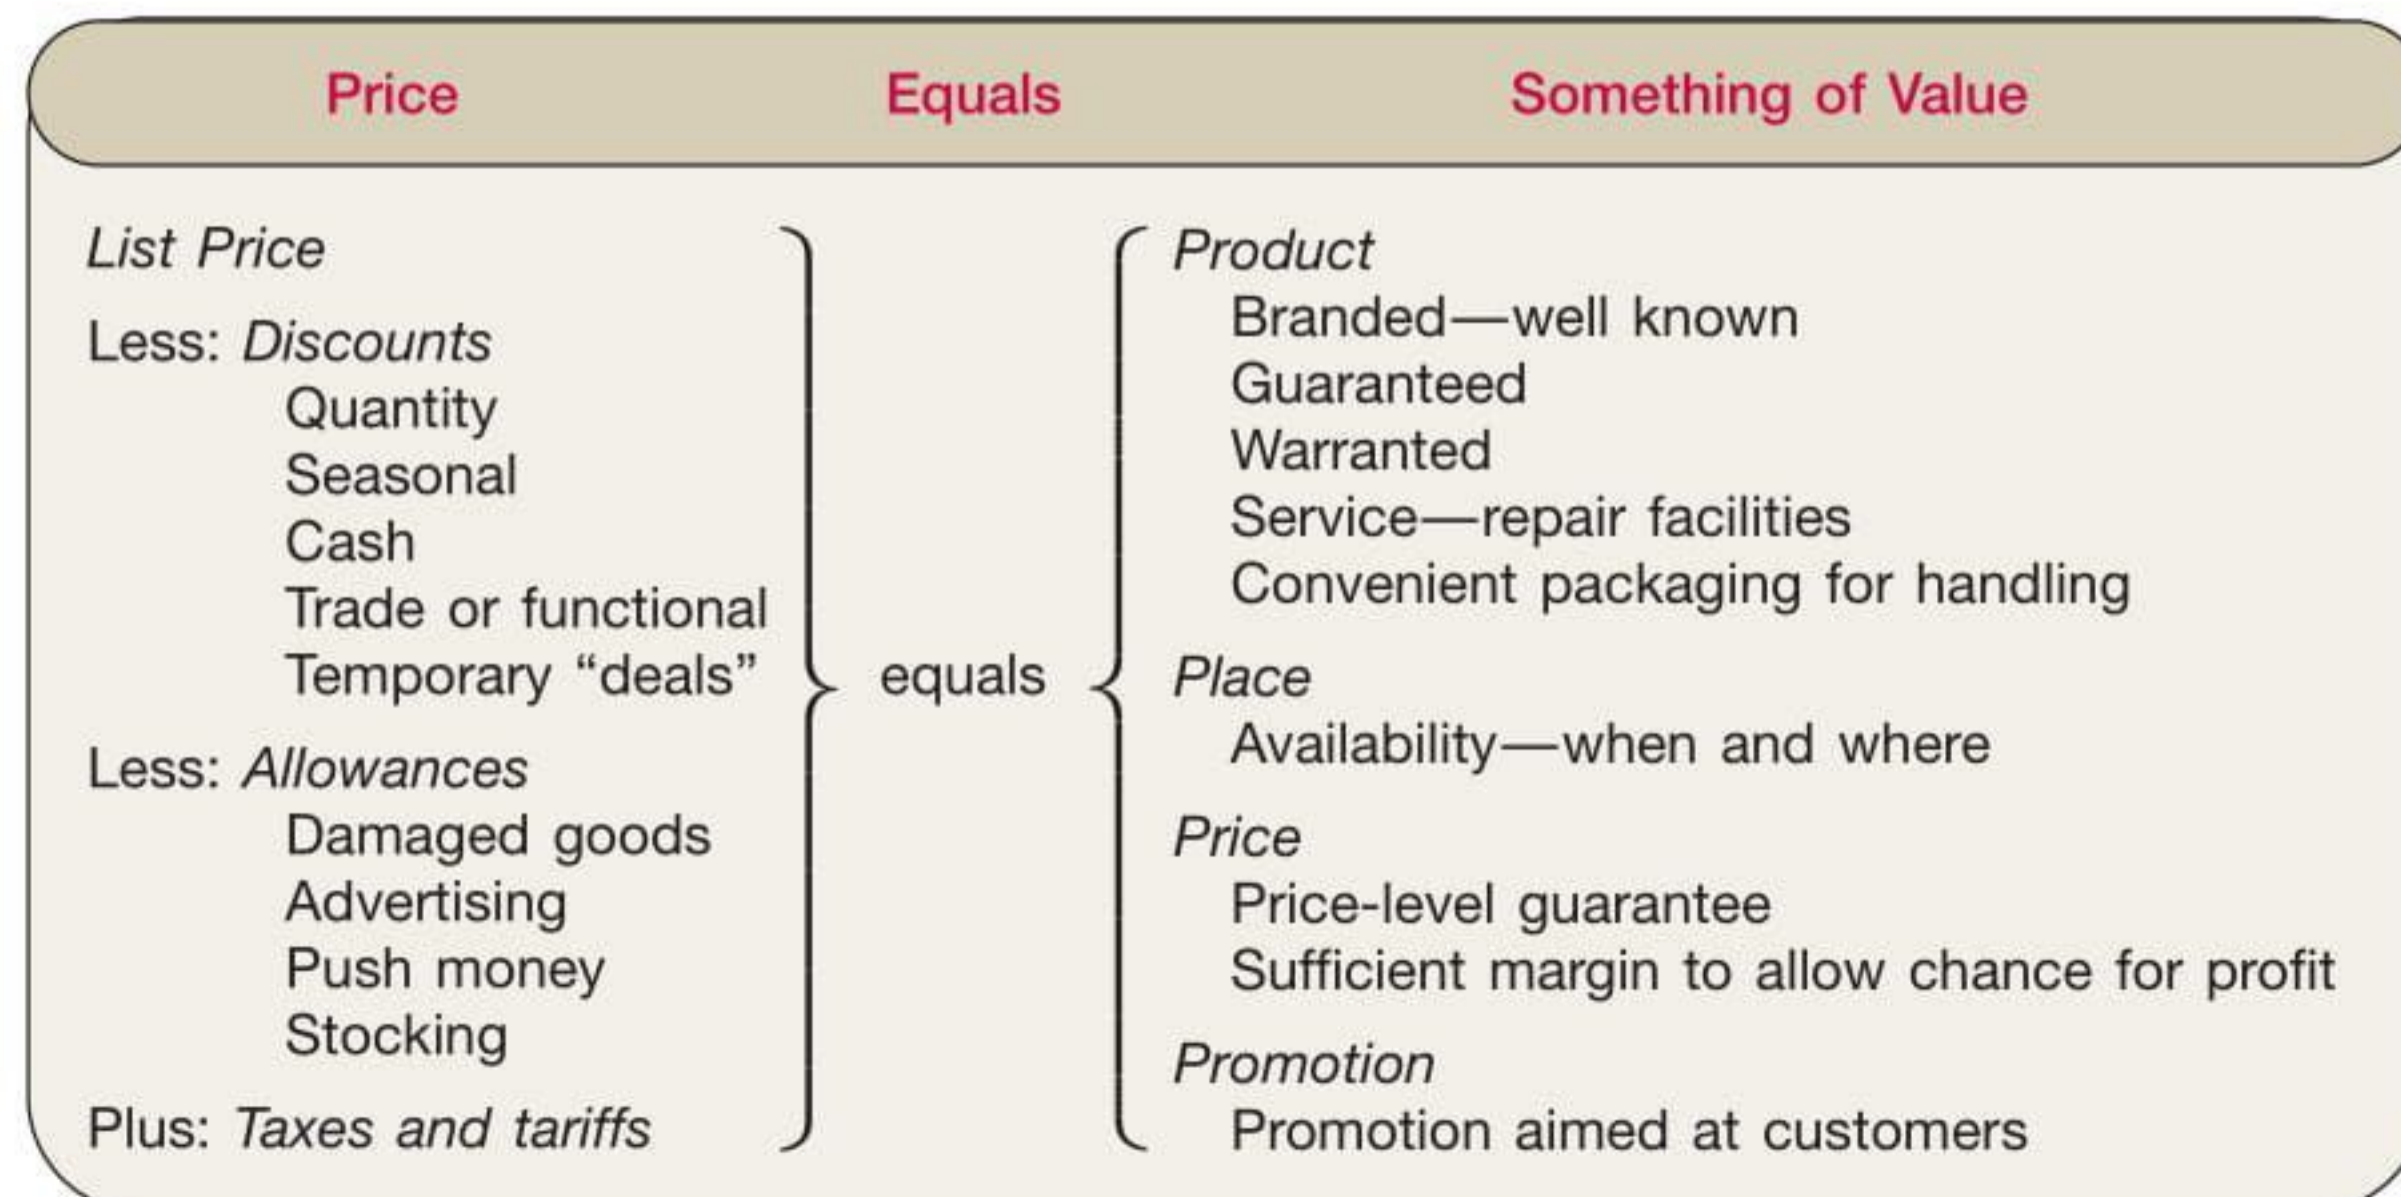 Price Equals Something of Value
List Price
Less: Discounts
Quantity
Seasonal
Cash
Trade or functional
Temporary “deals”
Less: Allowances
Damaged goods
Advertising
Push money
Stocking
Plus: Taxes and tariffs
equals
Product
Branded—well known
Guaranteed
Warranted
Service—repair facilities
Convenient packaging for handling
Place
Availability—when and where
Price
Price-level guarantee
Sufficient margin to allow chance for profit
Promotion
Promotion aimed at customers